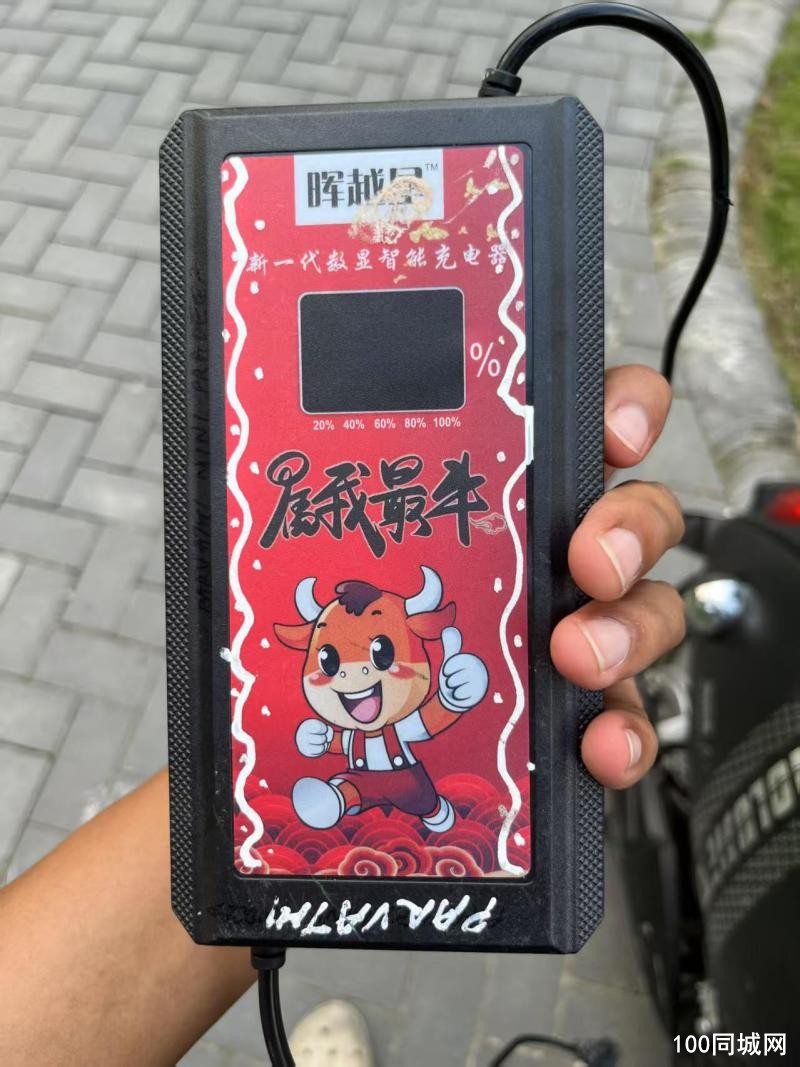 晖越星™
新一代数显智能充电器
%
20% 40% 60% 80% 100%
属我最牛
PARVATHI
100同城网